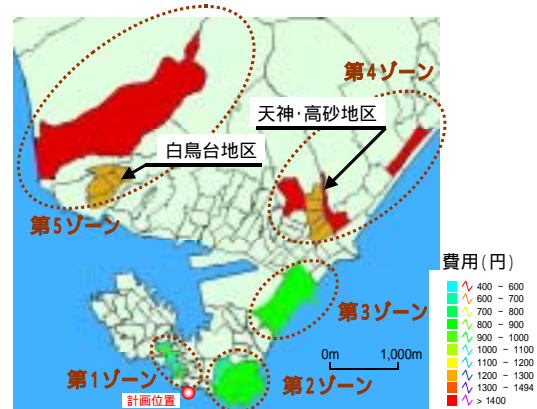 第4ゾーン
天神・高砂地区
白鳥台地区
第5ゾーン
費用(円)
400 ~ 600
600 ~ 700
700 ~ 800
800 ~ 900
900 ~ 1000
1000 ~ 1100
1100 ~ 1200
1200 ~ 1300
1300 ~ 1494
> 1400
第3ゾーン
0m 1,000m
第1ゾーン
第2ゾーン
計画位置